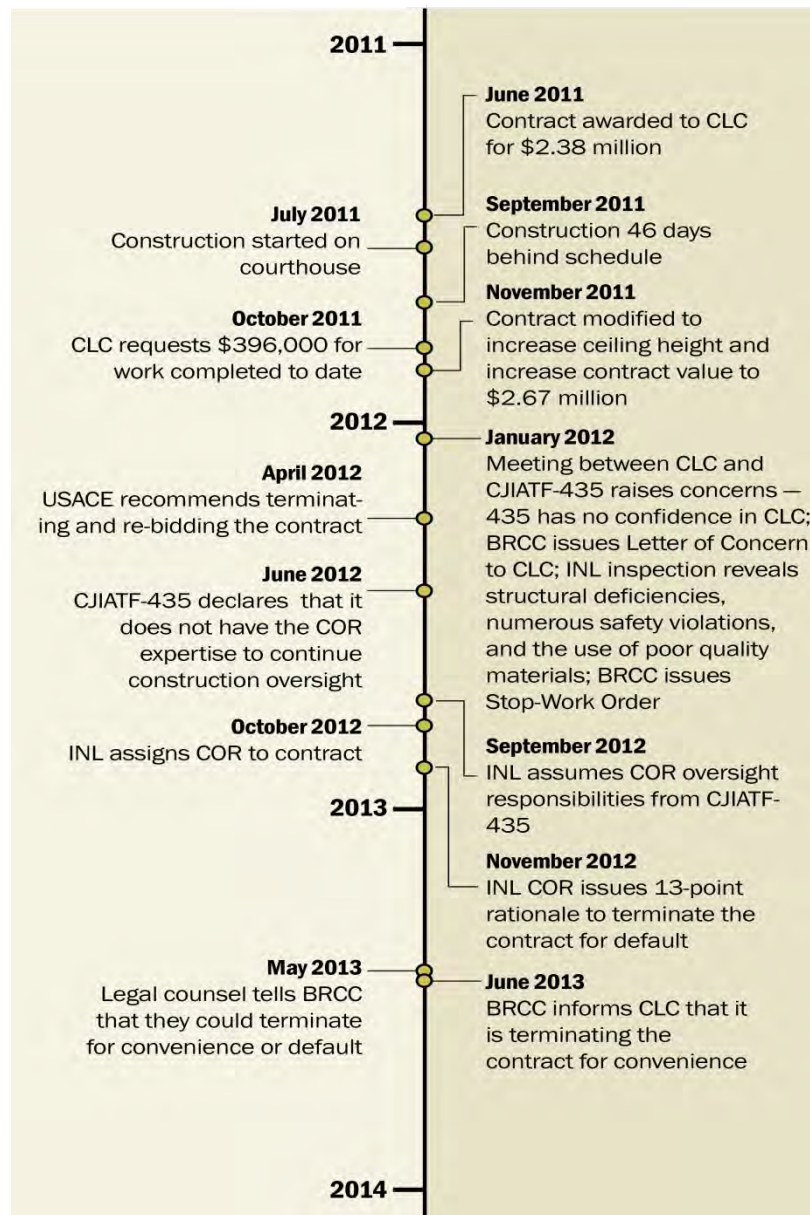 2011
June 2011
Contract awarded to CLC
for $2.38 million
July 2011
Construction started on
courthouse
September 2011
Construction 46 days
behind schedule
October 2011
CLC requests $396,000 for
work completed to date
November 2011
Contract modified to
increase ceiling height and
increase contract value to
$2.67 million
2012
January 2012
Meeting between CLC and
CJIATF-435 raises concerns —
435 has no confidence in CLC;
BRCC issues Letter of Concern
to CLC; INL inspection reveals
structural deficiencies,
numerous safety violations,
and the use of poor quality
materials; BRCC issues
Stop-Work Order
April 2012
USACE recommends terminat-
ing and re-bidding the contract
June 2012
CJIATF-435 declares that it
does not have the COR
expertise to continue
construction oversight
September 2012
INL assumes COR oversight
responsibilities from CJIATF-
435
October 2012
INL assigns COR to contract
November 2012
INL COR issues 13-point
rationale to terminate the
contract for default
2013
May 2013
Legal counsel tells BRCC
that they could terminate
for convenience or default
June 2013
BRCC informs CLC that it
is terminating the
contract for convenience
2014